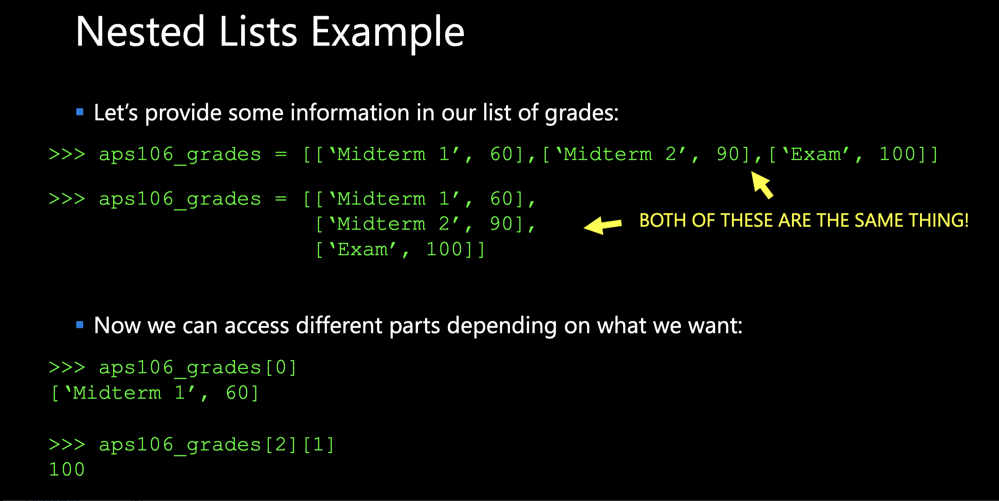 Nested Lists Example
▪ Let’s provide some information in our list of grades:
>>> aps106_grades = [[‘Midterm 1’, 60],[‘Midterm 2’, 90],[‘Exam’, 100]]
>>> aps106_grades = [[‘Midterm 1’, 60],
[‘Midterm 2’, 90],
[‘Exam’, 100]]
BOTH OF THESE ARE THE SAME THING!
▪ Now we can access different parts depending on what we want:
>>> aps106_grades[0]
[‘Midterm 1’, 60]
>>> aps106_grades[2][1]
100